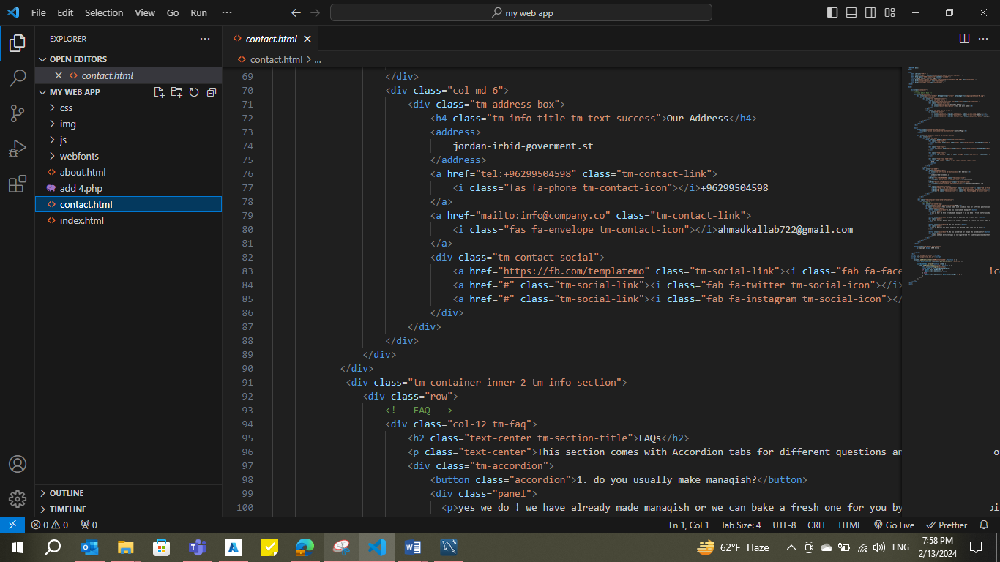 File Edit Selection View Go Run ···
my web app
EXPLORER ···
OPEN EDITORS
contact.html
MY WEB APP
css
img
js
webfonts
about.html
add 4.php
contact.html
index.html
OUTLINE
TIMELINE
contact.html
contact.html > ...
69 </div>
70 <div class="col-md-6">
71 <div class="tm-address-box">
72 <h4 class="tm-info-title tm-text-success">Our Address</h4>
73 <address>
74 jordan-irbid-goverment.st
75 </address>
76 <a href="tel:+96299504598" class="tm-contact-link">
77 <i class="fas fa-phone tm-contact-icon"></i>+96299504598
78 </a>
79 <a href="mailto:info@company.co" class="tm-contact-link">
80 <i class="fas fa-envelope tm-contact-icon"></i>ahmadkallab722@gmail.com
81 </a>
82 <div class="tm-contact-social">
83 <a href="https://fb.com/templatemo" class="tm-social-link"><i class="fab fa-face
84 <a href="#" class="tm-social-link"><i class="fab fa-twitter tm-social-icon"></i>
85 <a href="#" class="tm-social-link"><i class="fab fa-instagram tm-social-icon"></
86 </div>
87 </div>
88 </div>
89 </div>
90 </div>
91 <div class="tm-container-inner-2 tm-info-section">
92 <div class="row">
93 <!-- FAQ -->
94 <div class="col-12 tm-faq">
95 <h2 class="text-center tm-section-title">FAQs</h2>
96 <p class="text-center">This section comes with Accordion tabs for different questions an
97 <div class="tm-accordion">
98 <button class="accordion">1. do you usually make manaqish?</button>
99 <div class="panel">
100 <p>yes we do ! we have already made manaqish or we can bake a fresh one for you by
0 0 0
Ln 1, Col 1 Tab Size: 4 UTF-8 CRLF HTML Go Live Prettier
62°F Haze
ENG
7:58 PM
2/13/2024